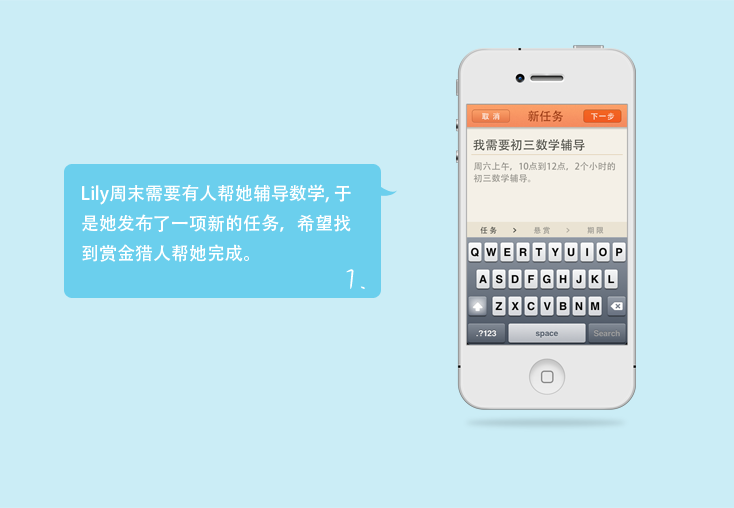 Lily周末需要有人帮她辅导数学, 于
是她发布了一项新的任务，希望找
到赏金猎人帮她完成。
1、
取消 新任务 下一步
我需要初三数学辅导
周六上午，10点到12点，2个小时的
初三数学辅导。
任务 > 悬赏 > 期限
Q W E R T Y U I O P
A S D F G H J K L
Z X C V B N M
.?123 space Search